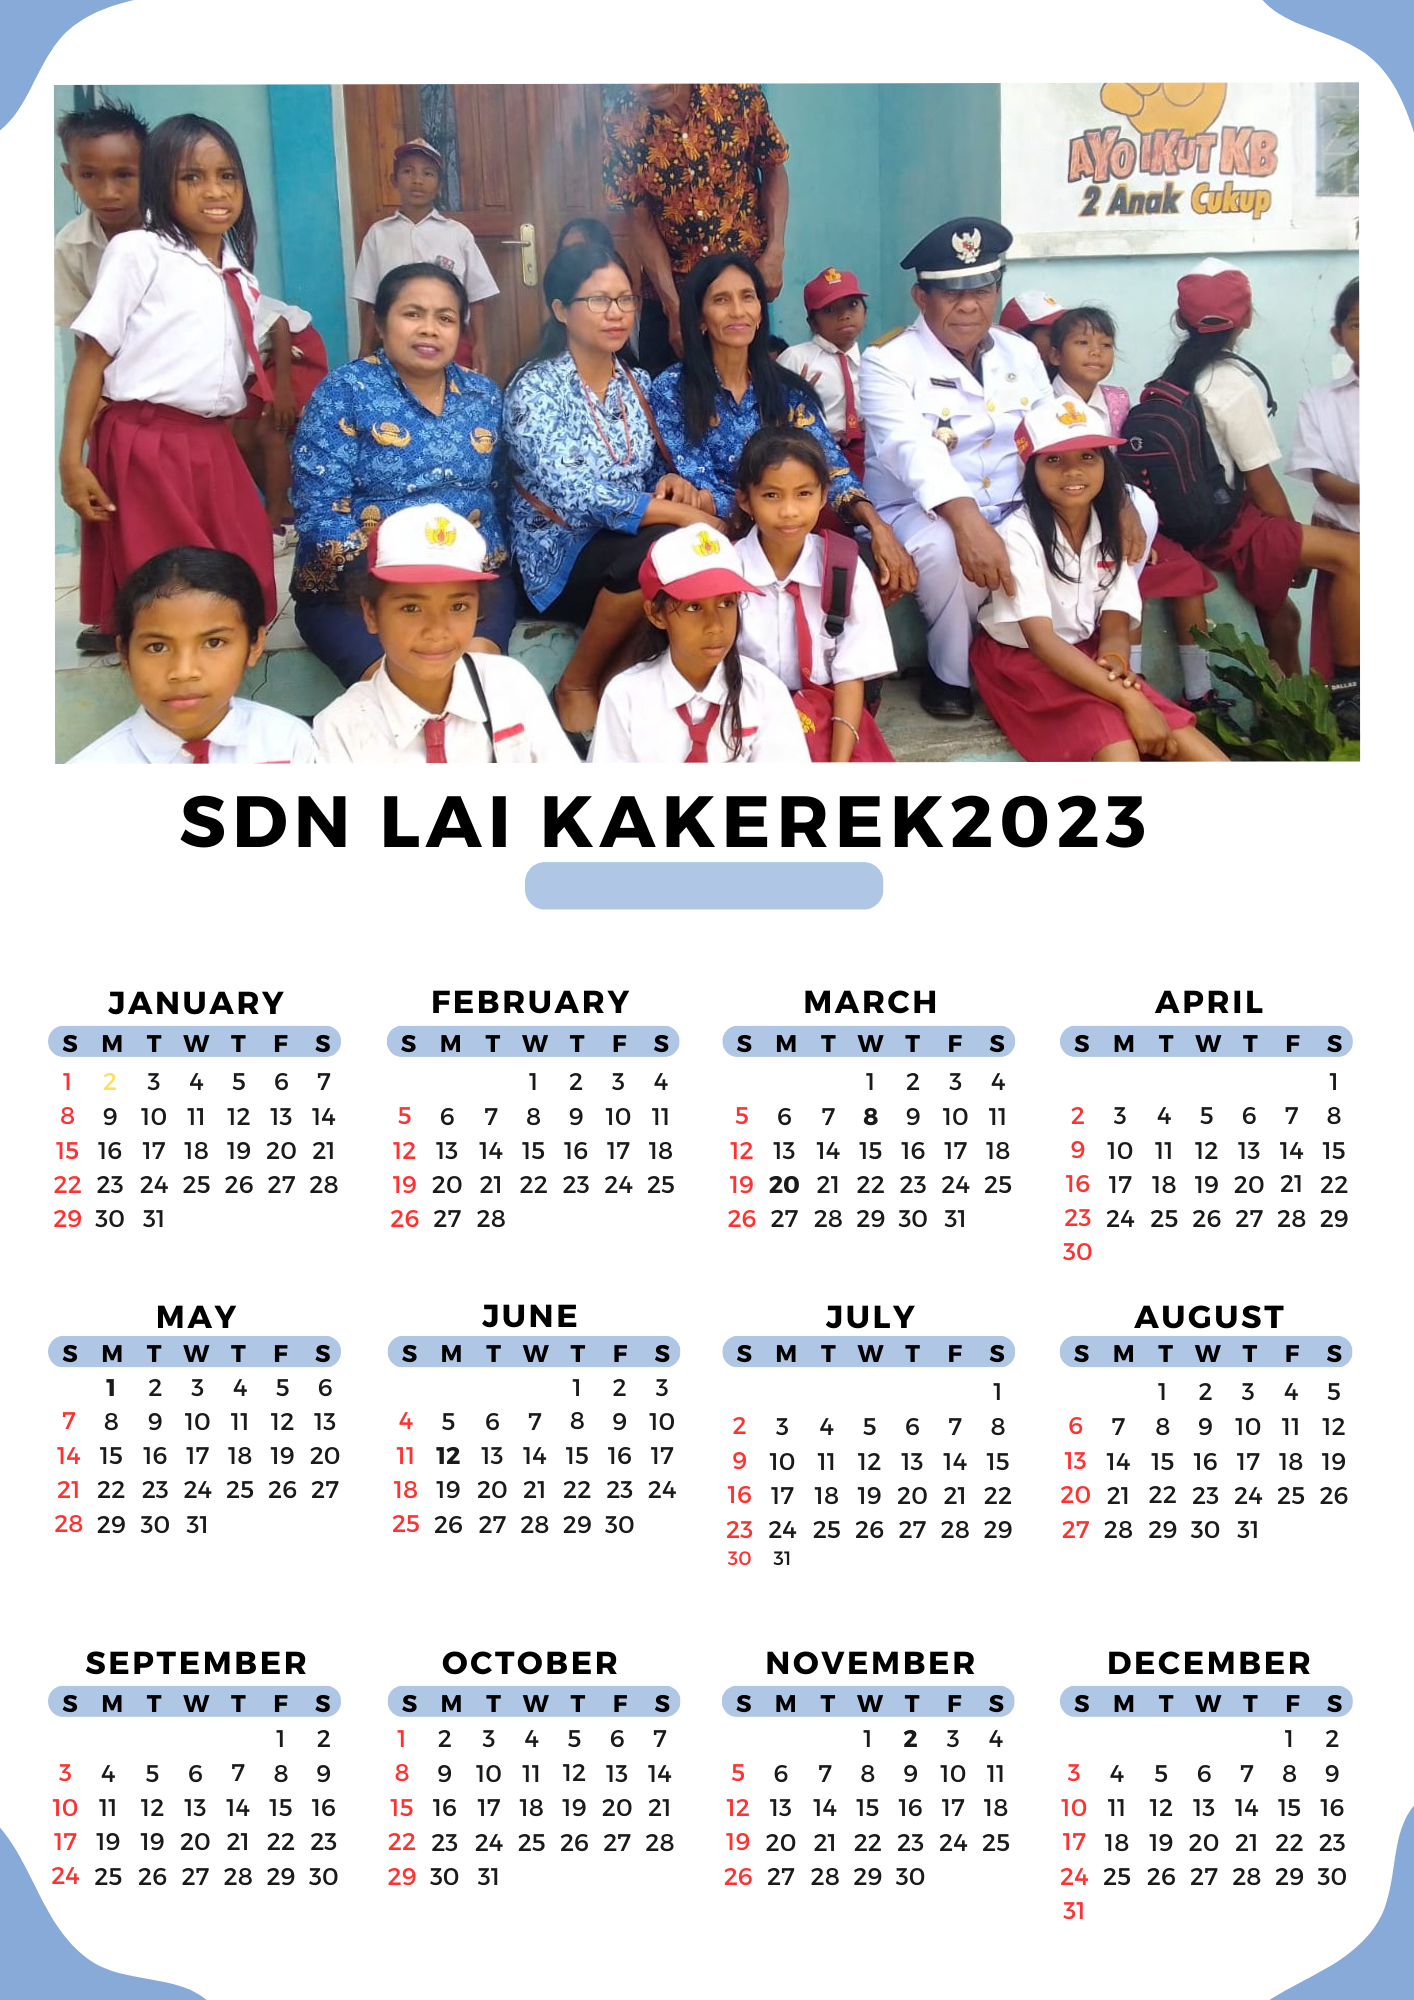 AYO IKUT KB
2 Anak Cukup
DALLAS
SDN LAI KAKEREK2023
JANUARY
S M T W T F S
1 2 3 4 5 6 7
8 9 10 11 12 13 14
15 16 17 18 19 20 21
22 23 24 25 26 27 28
29 30 31
FEBRUARY
S M T W T F S
1 2 3 4
5 6 7 8 9 10 11
12 13 14 15 16 17 18
19 20 21 22 23 24 25
26 27 28
MARCH
S M T W T F S
1 2 3 4
5 6 7 8 9 10 11
12 13 14 15 16 17 18
19 20 21 22 23 24 25
26 27 28 29 30 31
APRIL
S M T W T F S
1
2 3 4 5 6 7 8
9 10 11 12 13 14 15
16 17 18 19 20 21 22
23 24 25 26 27 28 29
30
MAY
S M T W T F S
1 2 3 4 5 6
7 8 9 10 11 12 13
14 15 16 17 18 19 20
21 22 23 24 25 26 27
28 29 30 31
JUNE
S M T W T F S
1 2 3
4 5 6 7 8 9 10
11 12 13 14 15 16 17
18 19 20 21 22 23 24
25 26 27 28 29 30
JULY
S M T W T F S
1
2 3 4 5 6 7 8
9 10 11 12 13 14 15
16 17 18 19 20 21 22
23 24 25 26 27 28 29
30 31
AUGUST
S M T W T F S
1 2 3 4 5
6 7 8 9 10 11 12
13 14 15 16 17 18 19
20 21 22 23 24 25 26
27 28 29 30 31
SEPTEMBER
S M T W T F S
1 2
3 4 5 6 7 8 9
10 11 12 13 14 15 16
17 19 19 20 21 22 23
24 25 26 27 28 29 30
OCTOBER
S M T W T F S
1 2 3 4 5 6 7
8 9 10 11 12 13 14
15 16 17 18 19 20 21
22 23 24 25 26 27 28
29 30 31
NOVEMBER
S M T W T F S
1 2 3 4
5 6 7 8 9 10 11
12 13 14 15 16 17 18
19 20 21 22 23 24 25
26 27 28 29 30
DECEMBER
S M T W T F S
1 2
3 4 5 6 7 8 9
10 11 12 13 14 15 16
17 18 19 20 21 22 23
24 25 26 27 28 29 30
31